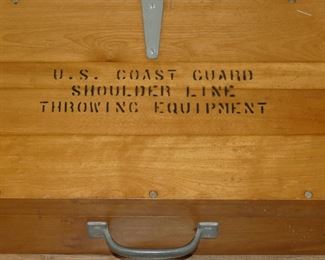 U.S. COAST GUARD
SHOULDER LINE
THROWING EQUIPMENT